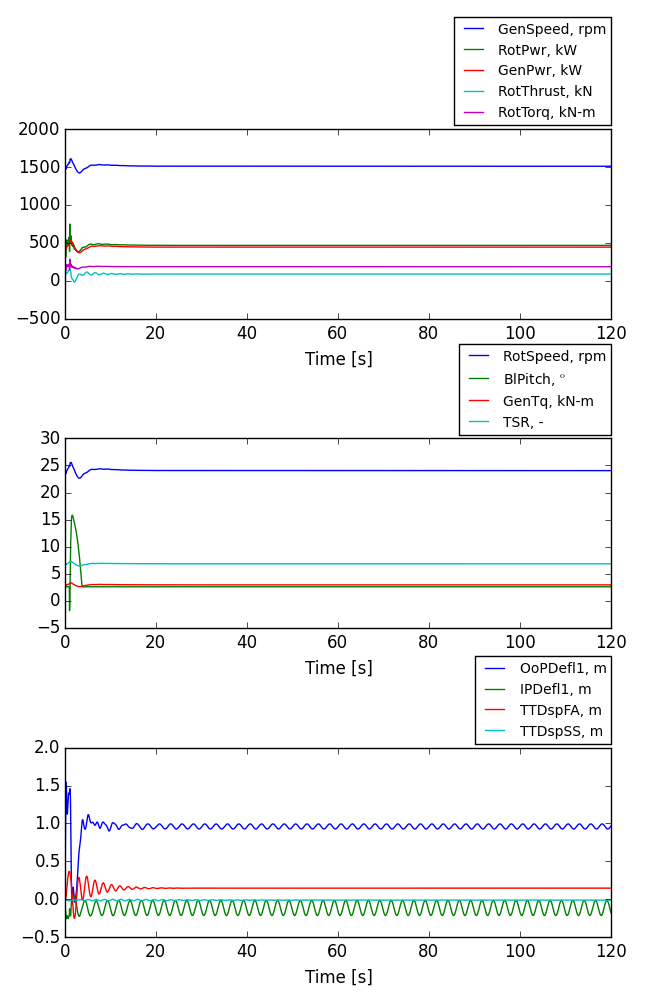 GenSpeed, rpm
RotPwr, kW
GenPwr, kW
RotThrust, kN
RotTorq, kN-m
2000
1500
1000
500
0
−500
0 20 40 60 80 100 120
Time [s]
RotSpeed, rpm
BlPitch, °
GenTq, kN-m
TSR, -
30
25
20
15
10
5
0
−5
0 20 40 60 80 100 120
Time [s]
OoPDefl1, m
IPDefl1, m
TTDspFA, m
TTDspSS, m
2.0
1.5
1.0
0.5
0.0
−0.5
0 20 40 60 80 100 120
Time [s]